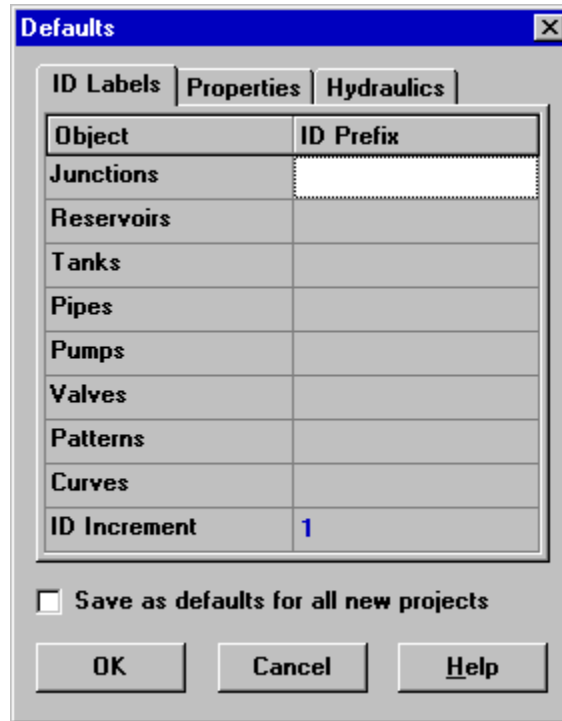 Defaults
ID Labels Properties Hydraulics
Object ID Prefix
Junctions
Reservoirs
Tanks
Pipes
Pumps
Valves
Patterns
Curves
ID Increment 1
Save as defaults for all new projects
OK Cancel Help